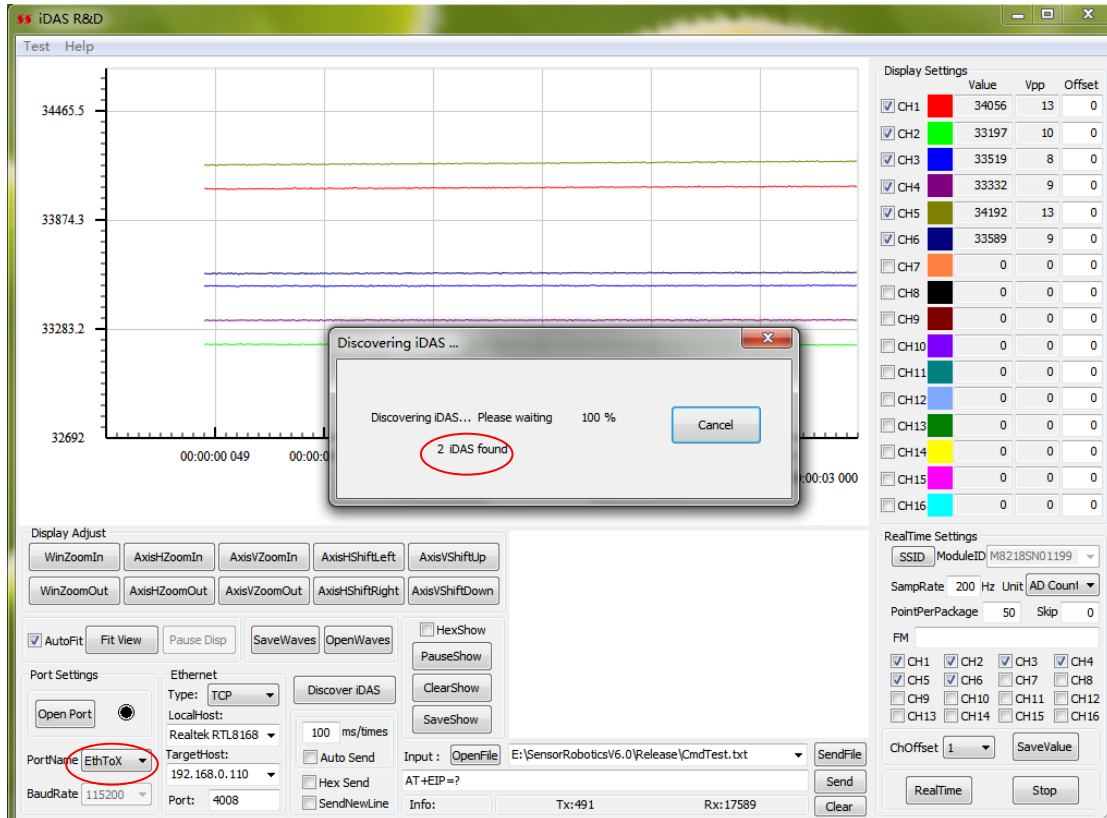 iDAS R&D
Test Help
34465.5
33874.3
33283.2
32692
00:00:00 049
00:00:0
:00:03 000
Discovering iDAS ...
Discovering iDAS... Please waiting 100 %
2 iDAS found
Cancel
Display Settings
Value Vpp Offset
CH1 34056 13 0
CH2 33197 10 0
CH3 33519 8 0
CH4 33332 9 0
CH5 34192 13 0
CH6 33589 9 0
CH7 0 0 0
CH8 0 0 0
CH9 0 0 0
CH10 0 0 0
CH11 0 0 0
CH12 0 0 0
CH13 0 0 0
CH14 0 0 0
CH15 0 0 0
CH16 0 0 0
Display Adjust
WinZoomIn AxisHZoomIn AxisVZoomIn AxisHShiftLeft AxisVShiftUp
WinZoomOut AxisHZoomOut AxisVZoomOut AxisHShiftRight AxisVShiftDown
AutoFit Fit View Pause Disp SaveWaves OpenWaves
HexShow
PauseShow
ClearShow
SaveShow
Port Settings
Open Port
PortName EthToX
BaudRate 115200
Ethernet
Type: TCP
LocalHost:
Realtek RTL8168
TargetHost:
192.168.0.110
Port: 4008
Discover iDAS
100 ms/times
Auto Send
Hex Send
SendNewLine
Input : OpenFile E:\SensorRoboticsV6.0\Release\CmdTest.txt SendFile
AT+EIP=? Send
Info: Tx:491 Rx:17589 Clear
RealTime Settings
SSID ModuleID M8218SN01199
SampRate 200 Hz Unit AD Count
PointPerPackage 50 Skip 0
FM
CH1 CH2 CH3 CH4
CH5 CH6 CH7 CH8
CH9 CH10 CH11 CH12
CH13 CH14 CH15 CH16
ChOffset 1 SaveValue
RealTime Stop